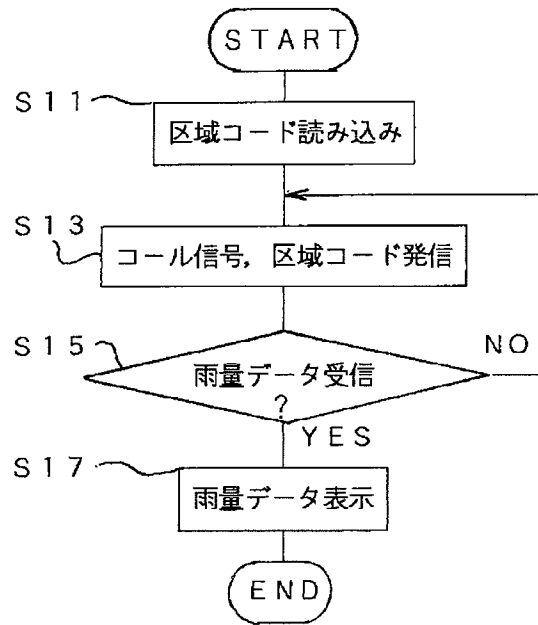 START
S11
区域コード読み込み
S13
コール信号，区域コード発信
S15
雨量データ受信
?
NO
YES
S17
雨量データ表示
END